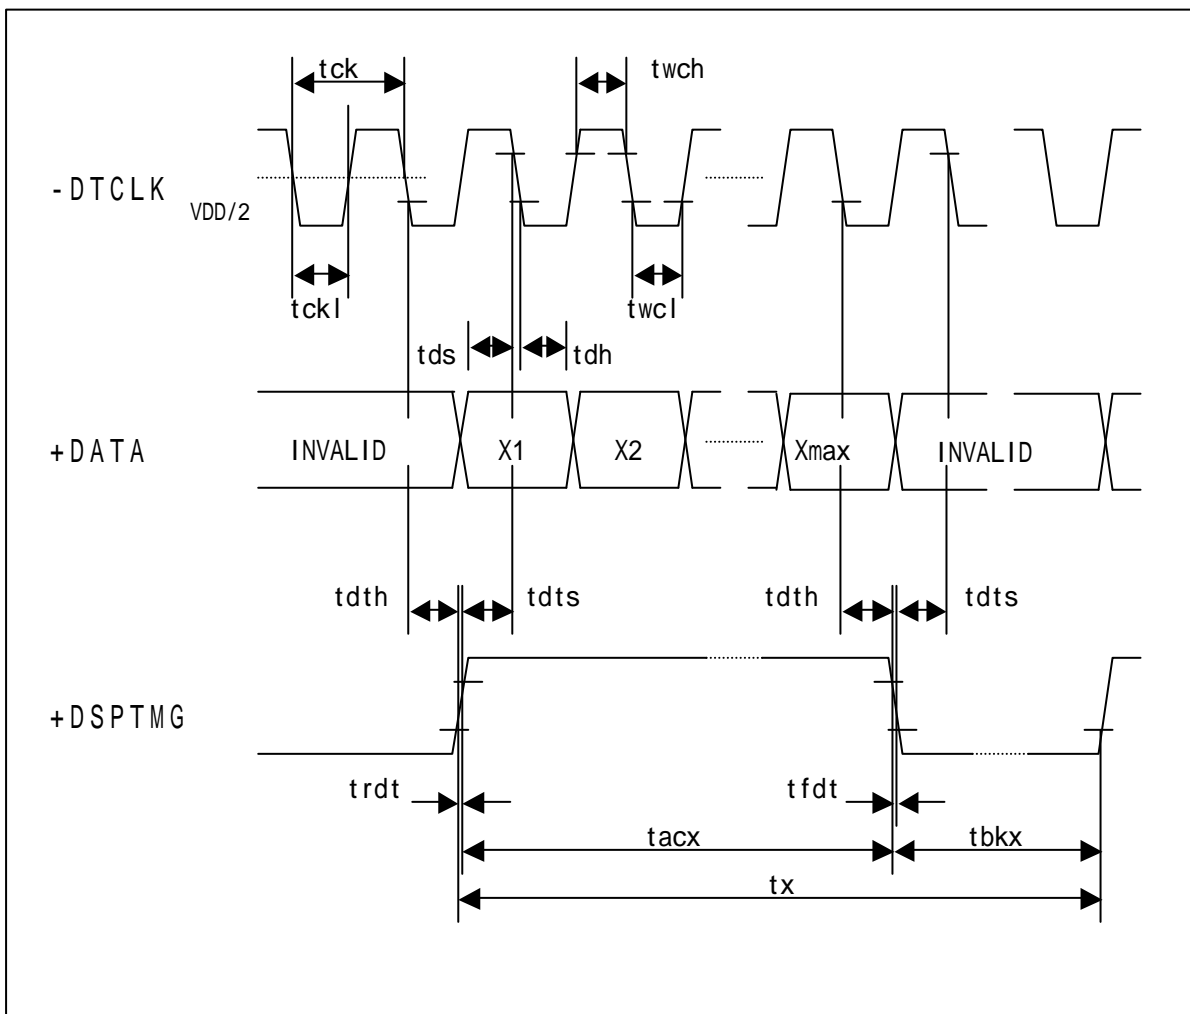 tck
twch
-DTCLK
VDD/2
tckl
twcl
tds
tdh
+DATA
INVALID
X1
X2
Xmax
INVALID
tdth
tdts
tdth
tdts
+DSPTMG
trdt
tfdt
tacx
tbkx
tx